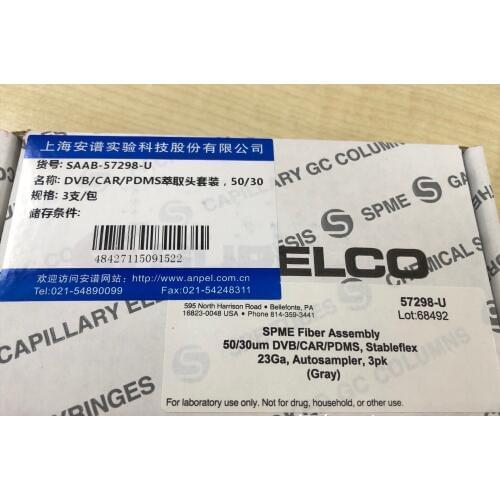 上海安谱实验科技股份有限公司
货号: SAAB-57298-U
名称: DVB/CAR/PDMS萃取头套装，50/30
规格: 3支/包
储存条件:
48427115091522
欢迎访问安谱网站: http://www.anpel.com.cn
Tel:021-54890099 Fax:021-54248311
CAPILLARY GC COLUMNS
SPME
CHEMICAL
PELCO
595 North Harrison Road • Bellefonte, PA
16823-0048 USA • Phone 814-359-3441
57298-U
Lot:68492
SPME Fiber Assembly
50/30um DVB/CAR/PDMS, Stableflex
23Ga, Autosampler, 3pk
(Gray)
For laboratory use only. Not for drug, household, or other use.
CAPILLARY
SYRINGES
GC COLUMNS